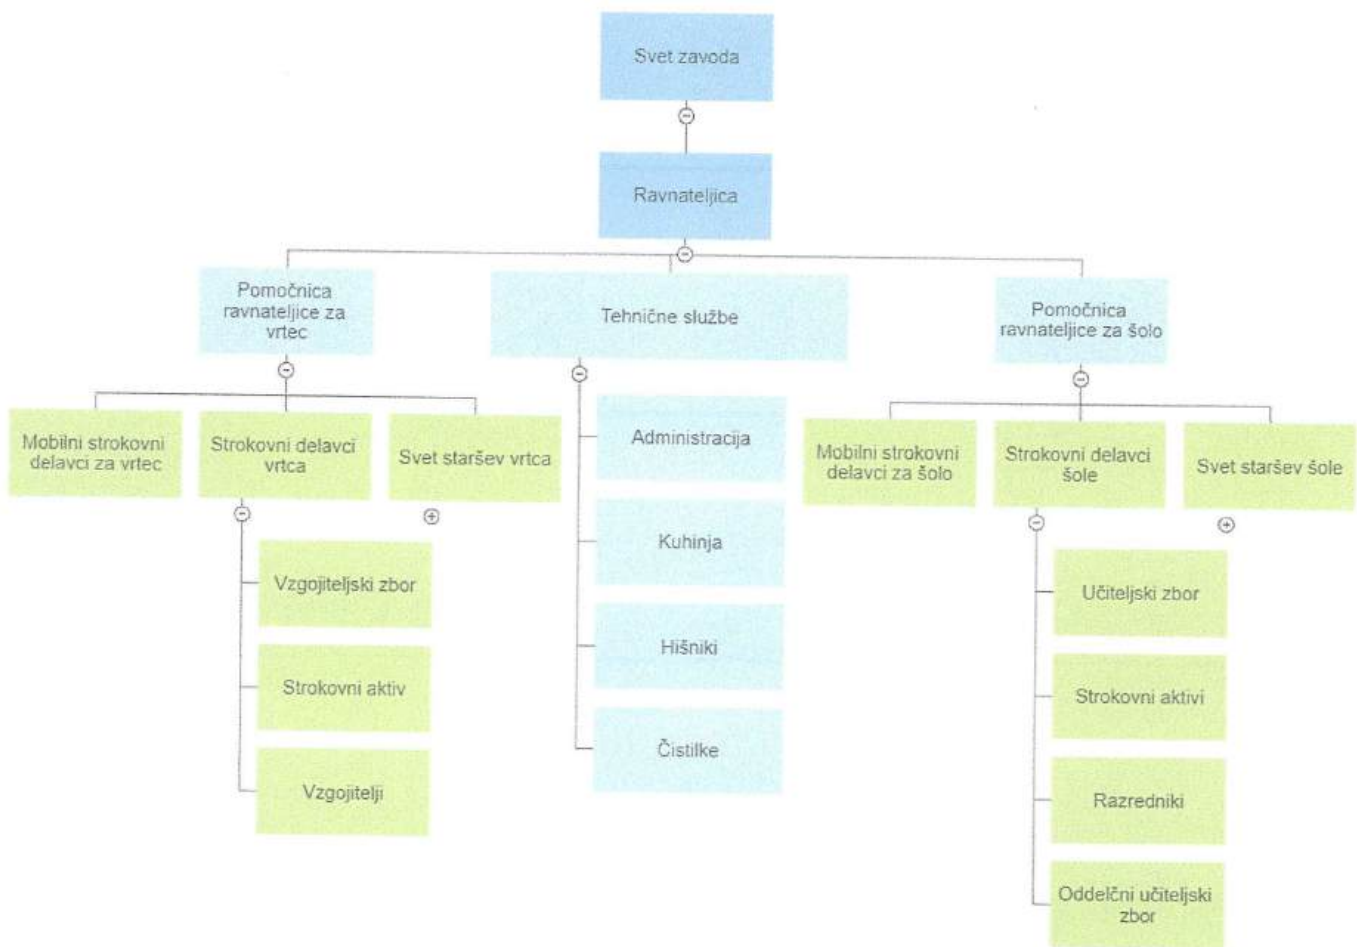 Svet zavoda
Ravnateljica
Pomočnica
ravnateljice za
vrtec
Tehnične službe
Pomočnica
ravnateljice za šolo
Mobilni strokovni
delavci za vrtec
Strokovni delavci
vrtca
Svet staršev vrtca
Administracija
Mobilni strokovni
delavci za šolo
Strokovni delavci
šole
Svet staršev šole
Vzgojiteljski zbor
Kuhinja
Učiteljski zbor
Strokovni aktiv
Hišniki
Strokovni aktivi
Vzgojitelji
Čistilke
Razredniki
Oddelčni učiteljski
zbor